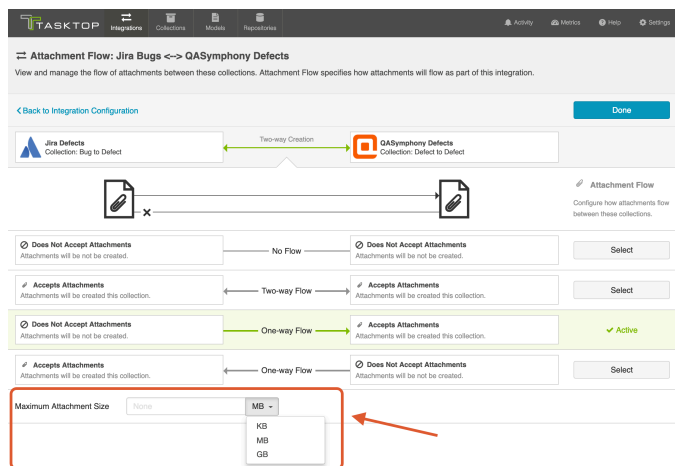 TASKTOP
Integrations
Collections
Models
Repositories
Activity
Metrics
Help
Settings
Attachment Flow: Jira Bugs <--> QASymphony Defects
View and manage the flow of attachments between these collections. Attachment Flow specifies how attachments will flow as part of this integration.
Back to Integration Configuration
Done
Jira Defects
Collection: Bug to Defect
Two-way Creation
QASymphony Defects
Collection: Defect to Defect
Attachment Flow
Configure how attachments flow
between these collections.
Does Not Accept Attachments
Attachments will be not be created.
No Flow
Does Not Accept Attachments
Attachments will be not be created.
Select
Accepts Attachments
Attachments will be created this collection.
Two-way Flow
Accepts Attachments
Attachments will be created this collection.
Select
Does Not Accept Attachments
Attachments will be not be created.
One-way Flow
Accepts Attachments
Attachments will be created this collection.
Active
Accepts Attachments
Attachments will be created this collection.
One-way Flow
Does Not Accept Attachments
Attachments will be not be created.
Select
Maximum Attachment Size
None
MB
KB
MB
GB